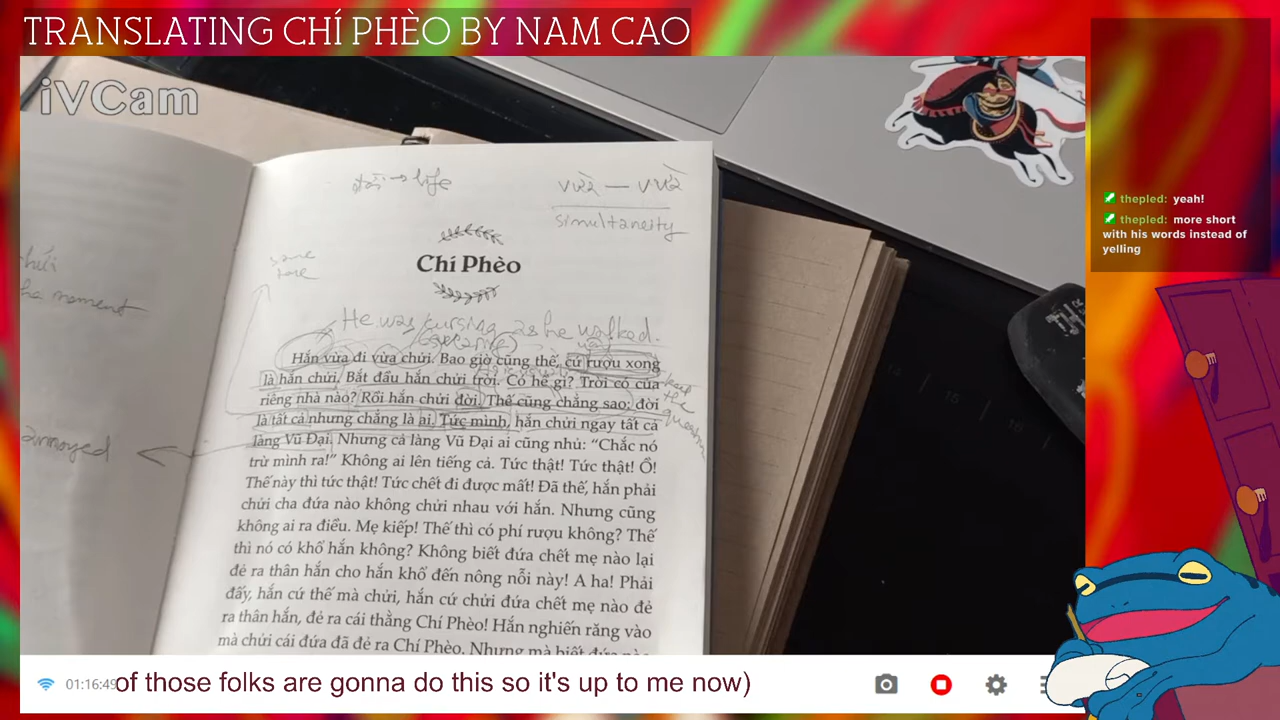 TRANSLATING CHÍ PHÈO BY NAM CAO
iVCam
đời → life
vừa — vừa
simultaneity
Chí Phèo
same
moment
annoyed
He was cursing as he walked.
Hắn vừa đi vừa chửi. Bao giờ cũng thế, cứ rượu xong
là hắn chửi. Bắt đầu hắn chửi trời. Có hề gì? Trời có của
riêng nhà nào? Rồi hắn chửi đời. Thế cũng chẳng sao: đời
là tất cả nhưng chẳng là ai. Tức mình, hắn chửi ngay tất cả
làng Vũ Đại. Nhưng cả làng Vũ Đại ai cũng nhủ: “Chắc nó
trừ mình ra!” Không ai lên tiếng cả. Tức thật! Tức thật! Ồ!
Thế này thì tức thật! Tức chết đi được mất! Đã thế, hắn phải
chửi cha đứa nào không chửi nhau với hắn. Nhưng cũng
không ai ra điều. Mẹ kiếp! Thế thì có phí rượu không? Thế
thì nó có khổ hắn không? Không biết đứa chết mẹ nào lại
đẻ ra thân hắn cho hắn khổ đến nông nỗi này! A ha! Phải
đấy, hắn cứ thế mà chửi, hắn cứ chửi đứa chết mẹ nào đẻ
ra thân hắn, đẻ ra cái thằng Chí Phèo! Hắn nghiến răng vào
mà chửi cái đứa đã đẻ ra Chí Phèo. Nhưng mà biết đứa nào
the
question
thepled: yeah!
thepled: more short
with his words instead of
yelling
01:16:49
of those folks are gonna do this so it's up to me now)